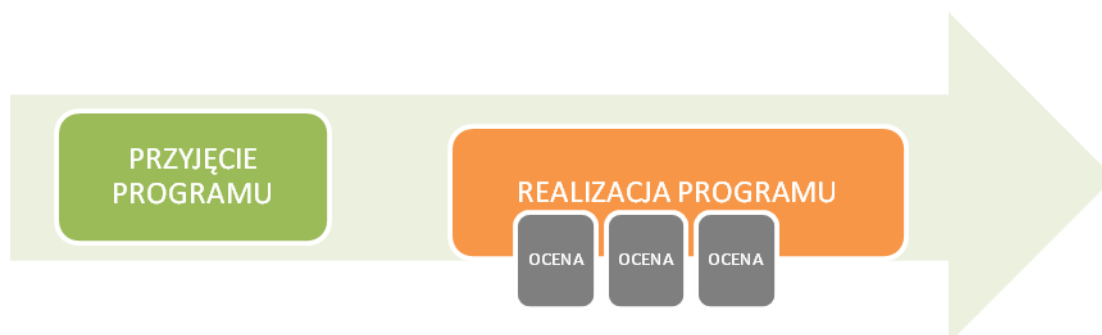 PRZYJĘCIE
PROGRAMU
REALIZACJA PROGRAMU
OCENA OCENA OCENA